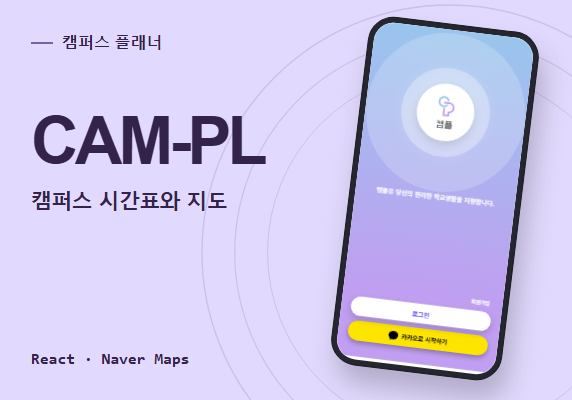 캠퍼스 플래너
CAM-PL
캠퍼스 시간표와 지도
React · Naver Maps
캠플
캠플은 당신의 편리한 학교생활을 지원합니다.
회원가입
로그인
카카오로 시작하기